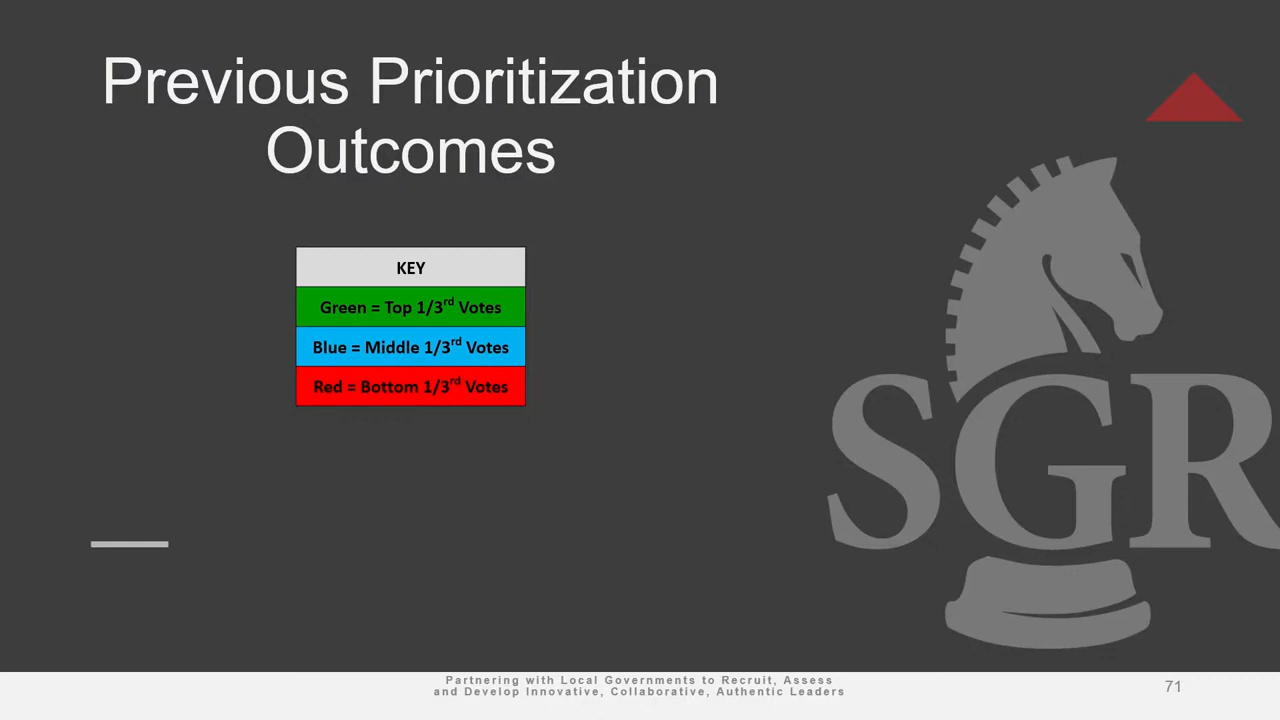 Previous Prioritization
Outcomes
KEY
Green = Top 1/3rd Votes
Blue = Middle 1/3rd Votes
Red = Bottom 1/3rd Votes
SGR
Partnering with Local Governments to Recruit, Assess
and Develop Innovative, Collaborative, Authentic Leaders
71